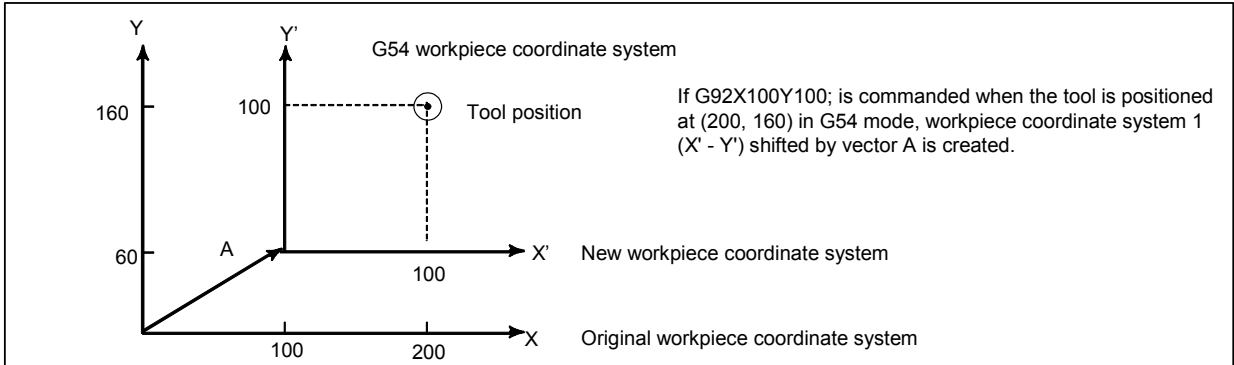 Y
Y’
G54 workpiece coordinate system
160
100
Tool position
If G92X100Y100; is commanded when the tool is positioned
at (200, 160) in G54 mode, workpiece coordinate system 1
(X' - Y') shifted by vector A is created.
A
60
X’
New workpiece coordinate system
100
X
Original workpiece coordinate system
100
200